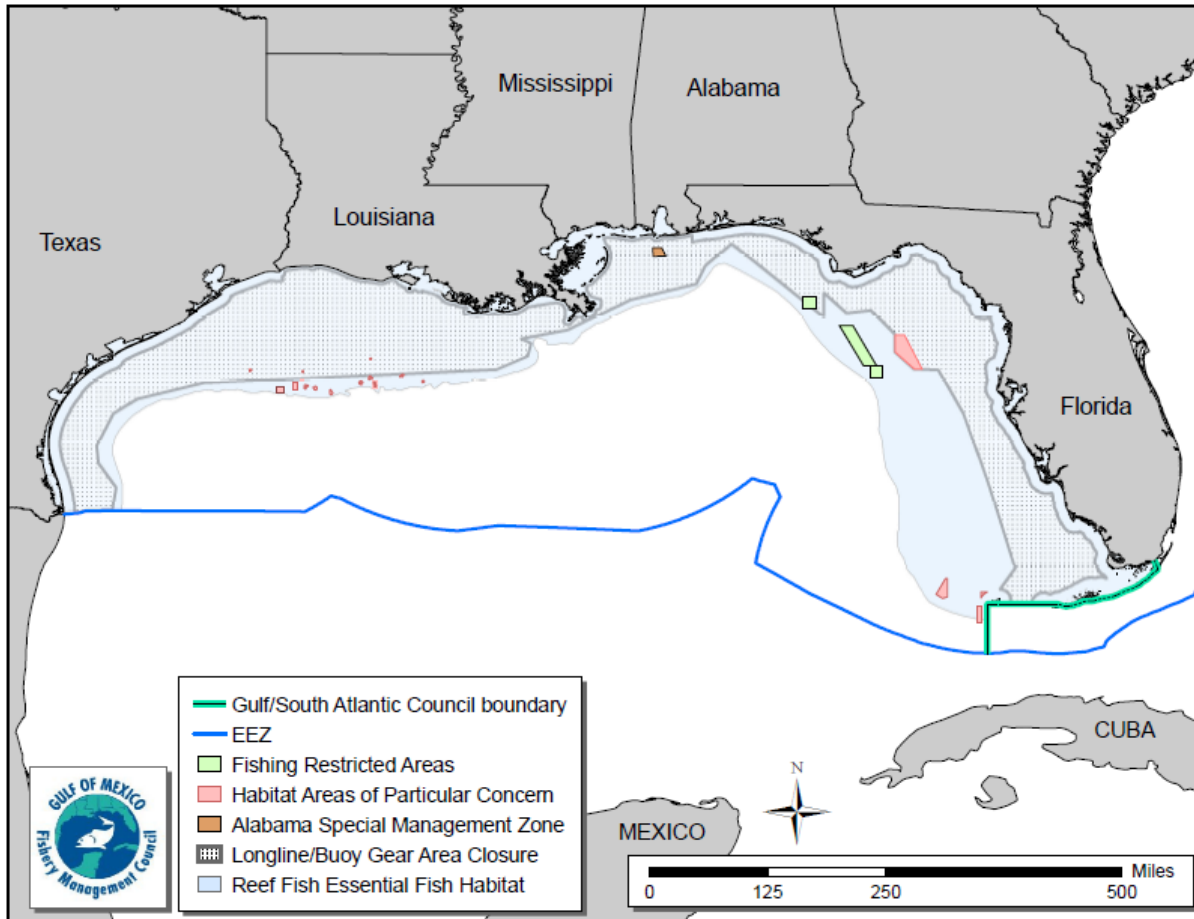 Mississippi
Alabama
Louisiana
Texas
Florida
Gulf/South Atlantic Council boundary
EEZ
Fishing Restricted Areas
Habitat Areas of Particular Concern
Alabama Special Management Zone
Longline/Buoy Gear Area Closure
Reef Fish Essential Fish Habitat
GULF OF MEXICO
Fishery Management Council
N
CUBA
MEXICO
Miles
0 125 250 500